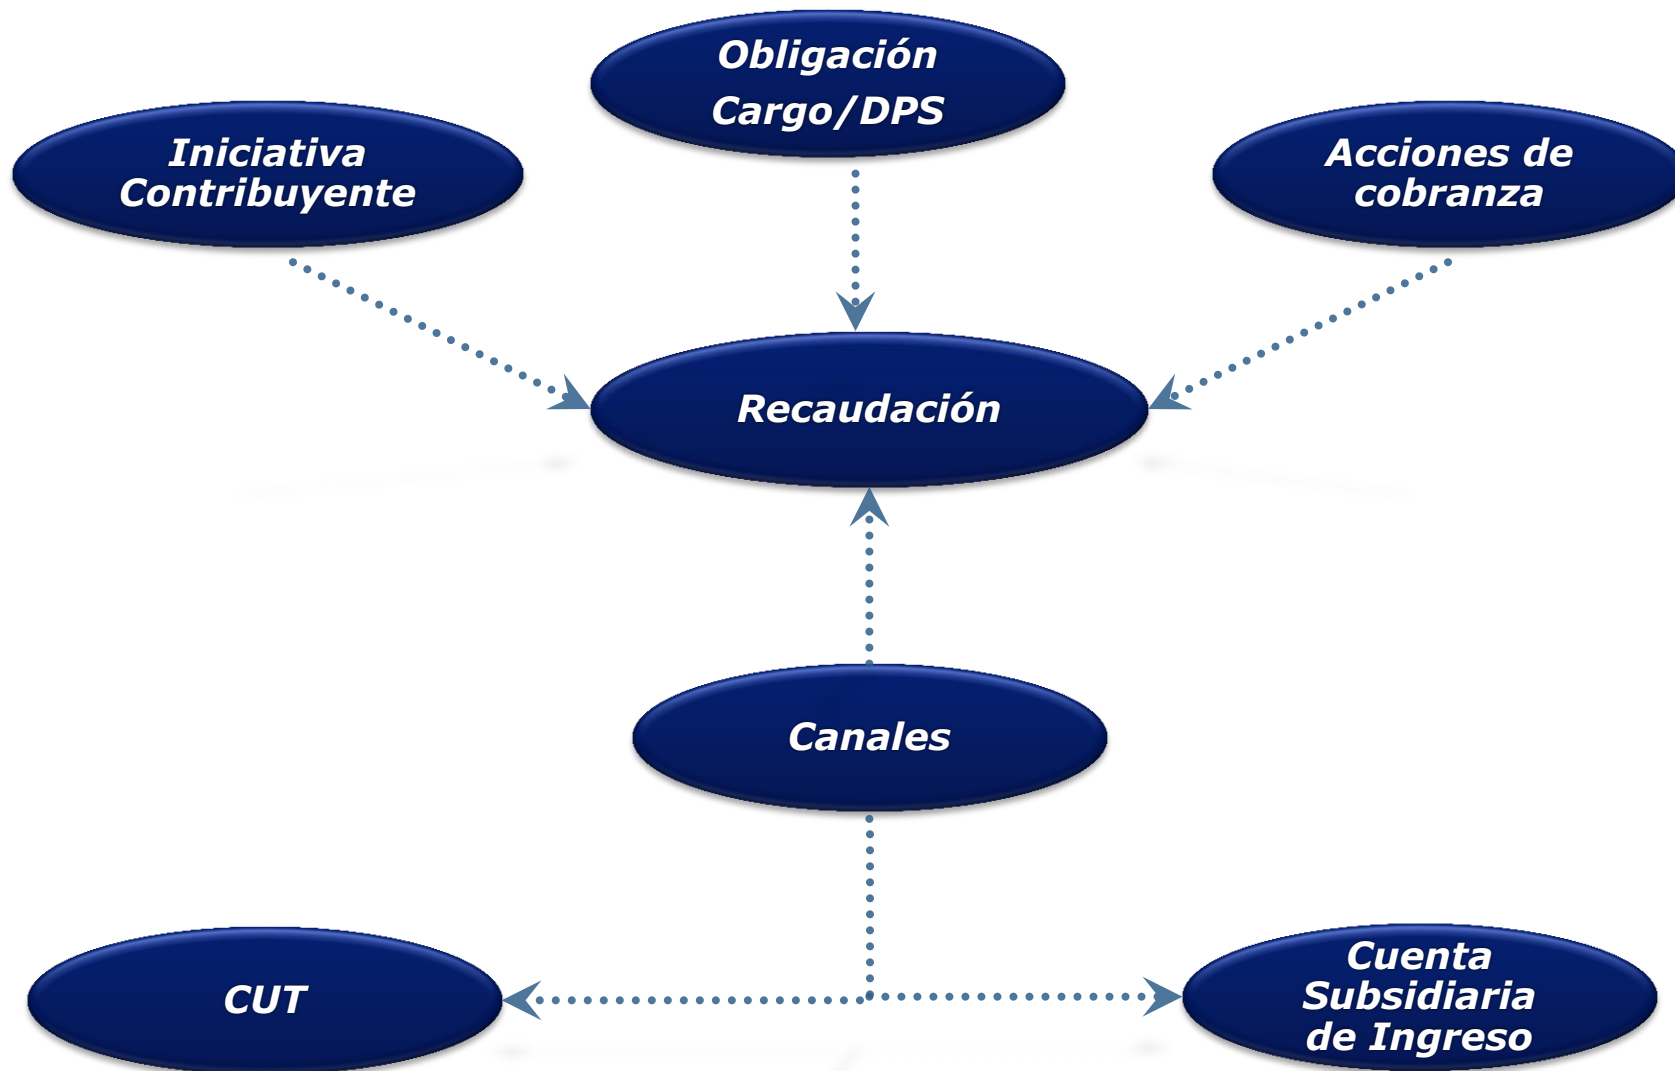 Obligación
Cargo/DPS
Iniciativa
Contribuyente
Acciones de
cobranza
Recaudación
Canales
CUT
Cuenta
Subsidiaria
de Ingreso